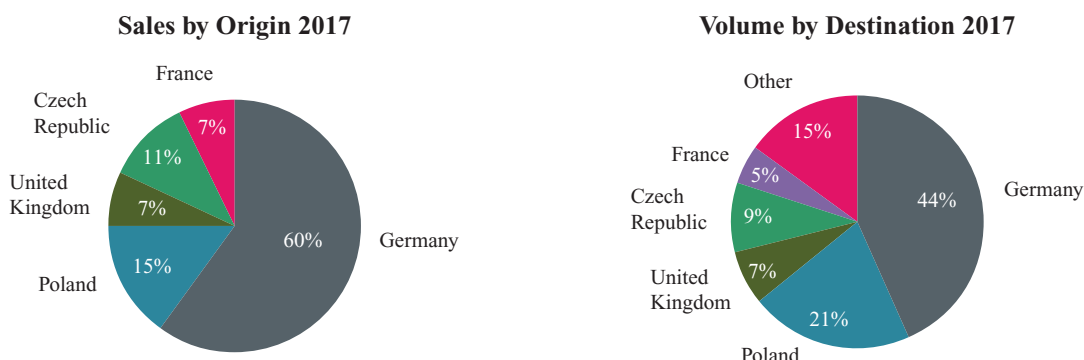 Sales by Origin 2017
France
Czech
Republic
7%
11%
United
Kingdom
7%
60%
Germany
15%
Poland
Volume by Destination 2017
Other
15%
France
5%
Germany
44%
Czech
Republic
9%
7%
United
Kingdom
21%
Poland